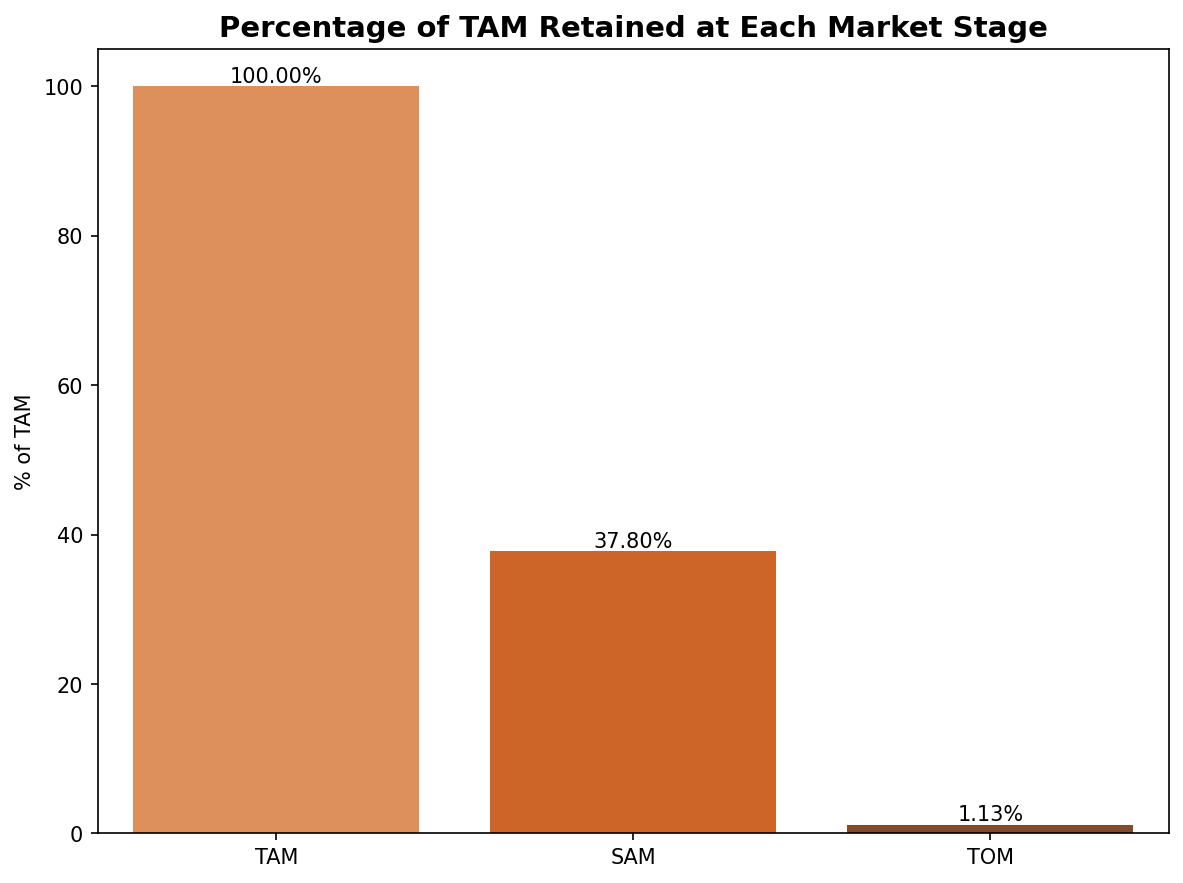 Percentage of TAM Retained at Each Market Stage
100.00%
37.80%
1.13%
100
80
60
40
20
0
% of TAM
TAM
SAM
TOM